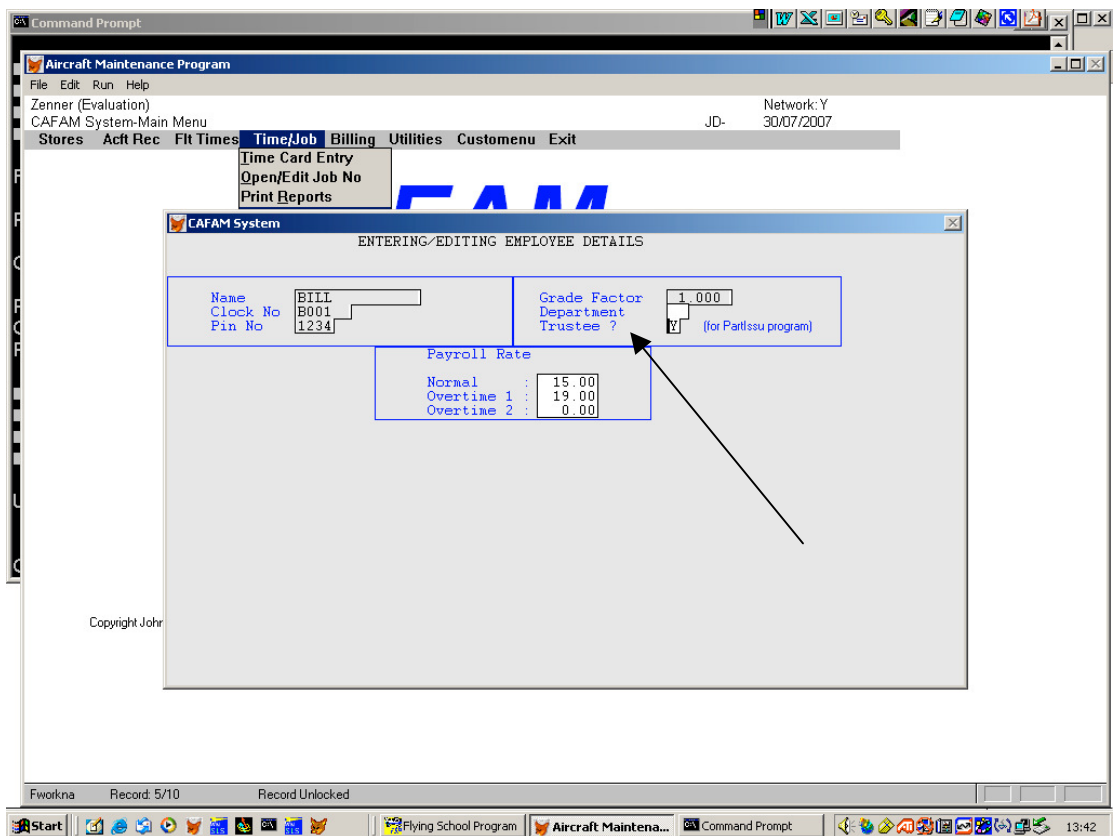 Command Prompt
Aircraft Maintenance Program
File Edit Run Help
Zenner (Evaluation) Network: Y
CAFAM System-Main Menu JD- 30/07/2007
Stores Acft Rec Flt Times Time/Job Billing Utilities Customenu Exit
Time Card Entry
Open/Edit Job No
Print Reports
CAFAM System
ENTERING/EDITING EMPLOYEE DETAILS
Name BILL Grade Factor 1.000
Clock No B001 Department
Pin No 1234 Trustee ? Y (for PartIssu program)
Payroll Rate
Normal : 15.00
Overtime 1 : 19.00
Overtime 2 : 0.00
Copyright John
Fworkna Record: 5/10 Record Unlocked
Start Flying School Program Aircraft Maintena... Command Prompt 13:42